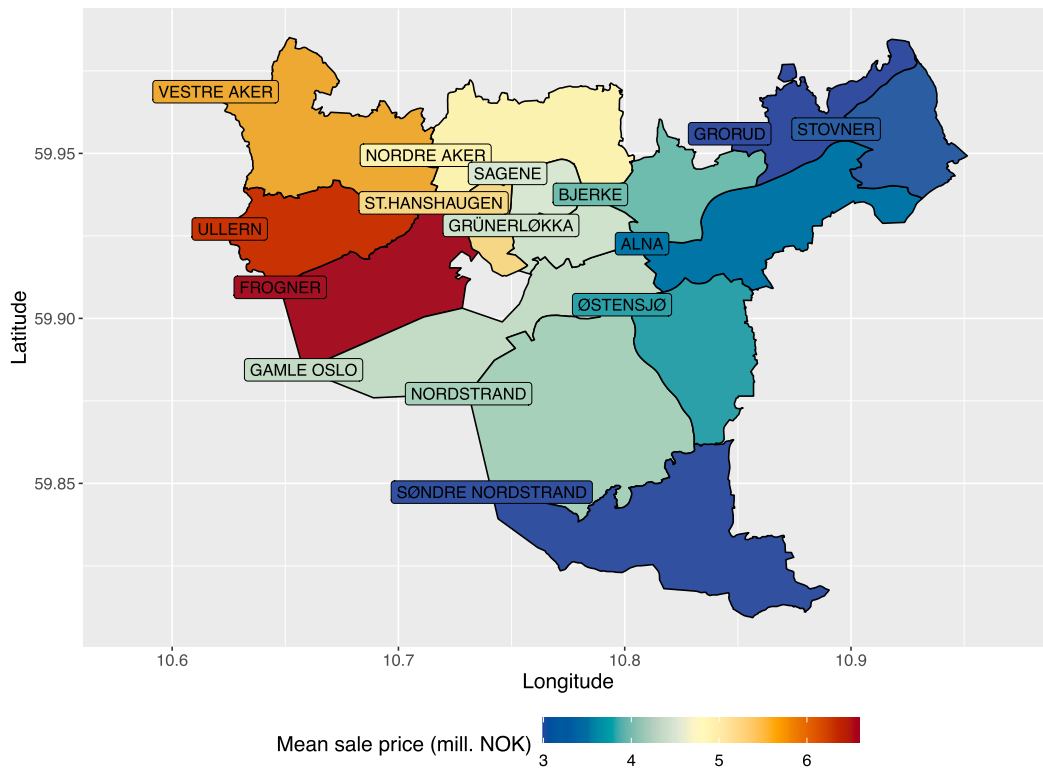 VESTRE AKER
GRORUD
STOVNER
NORDRE AKER
SAGENE
BJERKE
ST.HANSHAUGEN
GRÜNERLØKKA
ULLERN
ALNA
FROGNER
ØSTENSJØ
GAMLE OSLO
NORDSTRAND
SØNDRE NORDSTRAND
59.95
59.90
59.85
Latitude
10.6 10.7 10.8 10.9
Longitude
Mean sale price (mill. NOK)
3 4 5 6